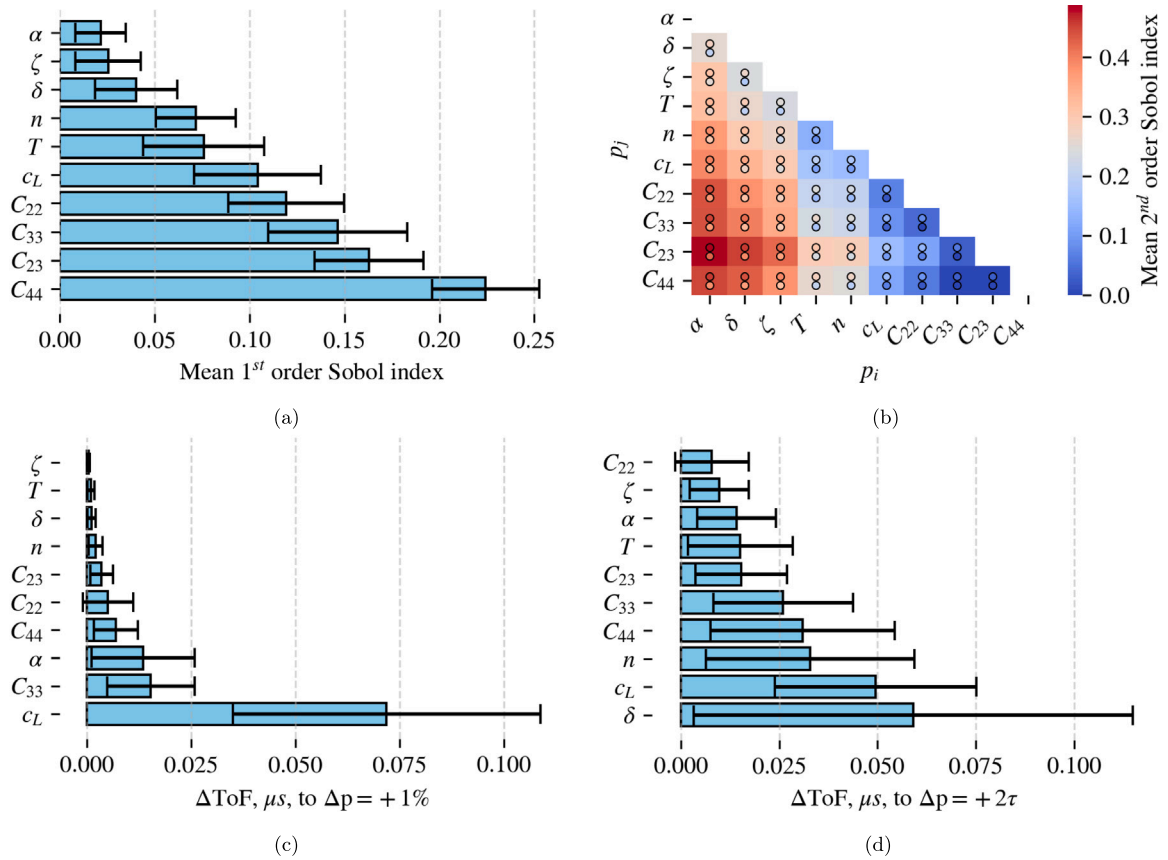 α
ζ
δ
n
T
c_L
C_22
C_33
C_23
C_44
0.00 0.05 0.10 0.15 0.20 0.25
Mean 1^st order Sobol index
(a)
α
δ
ζ
T
n
c_L
C_22
C_33
C_23
C_44
p_j
α δ ζ T n c_L C_22 C_33 C_23 C_44
p_i
0.4
0.3
0.2
0.1
0.0
Mean 2^nd order Sobol index
(b)
ζ
T
δ
n
C_23
C_22
C_44
α
C_33
c_L
0.000 0.025 0.050 0.075 0.100
ΔToF, μs, to Δp = +1%
(c)
C_22
ζ
α
T
C_23
C_33
C_44
n
c_L
δ
0.000 0.025 0.050 0.075 0.100
ΔToF, μs, to Δp = +2τ
(d)